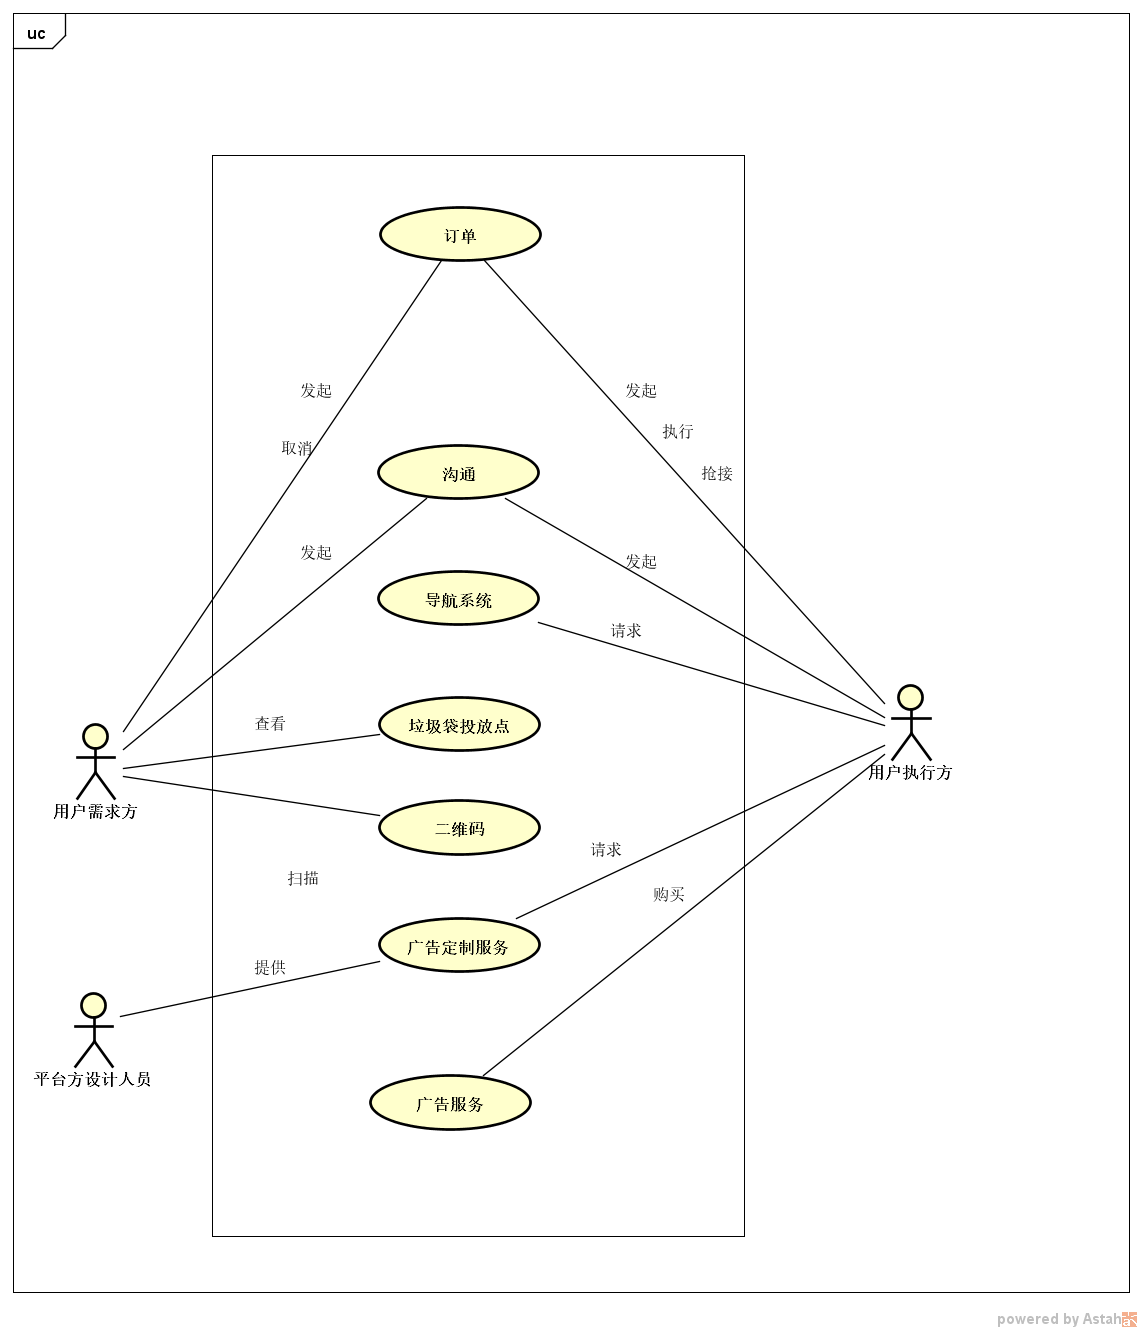 uc
订单
发起
发起
执行
取消
抢接
沟通
发起
发起
导航系统
请求
查看
垃圾袋投放点
用户执行方
用户需求方
二维码
请求
扫描
购买
广告定制服务
提供
平台方设计人员
广告服务
powered by Astah